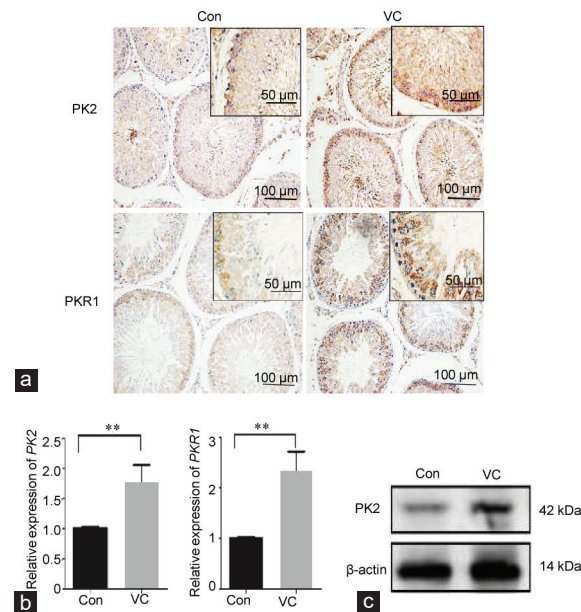 Con VC
PK2
50 µm
50 µm
100 µm
100 µm
PKR1
50 µm
50 µm
100 µm
100 µm
a
Relative expression of PK2
2.5
2.0
1.5
1.0
0.5
0.0
**
Con VC
b
Relative expression of PKR1
3
2
1
0
**
Con VC
Con VC
PK2 42 kDa
β-actin 14 kDa
c